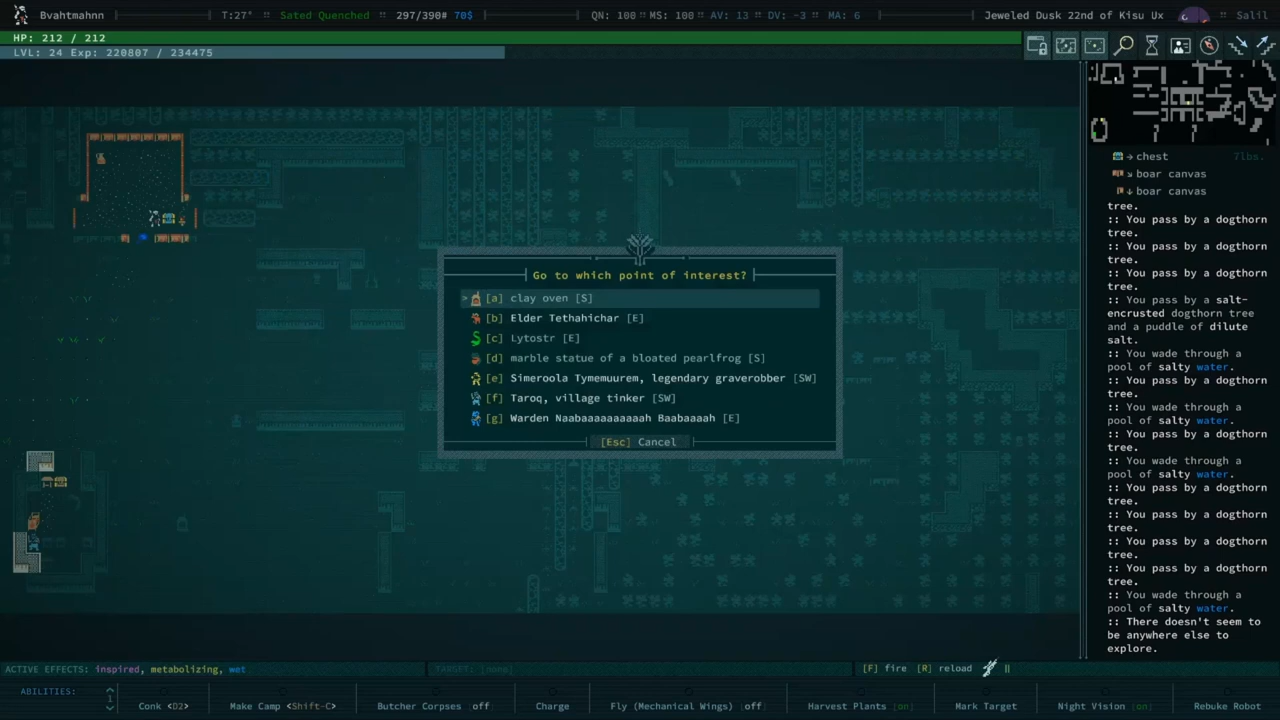 Bvahtmahn T:27° :: Sated Quenched :: 297/390# 70$ QN: 100 :: MS: 100 :: AV: 13 :: DV: -3 :: MA: 6 Jeweled Dusk 22nd of Kisu Ux Salil
HP: 212 / 212
LVL: 24 Exp: 220807 / 234475
chest 7lbs.
boar canvas
boar canvas
tree.
:: You pass by a dogthorn
tree.
:: You pass by a dogthorn
tree.
:: You pass by a dogthorn
tree.
:: You pass by a salt-
encrusted dogthorn tree
and a puddle of dilute
salt.
:: You wade through a
pool of salty water.
:: You pass by a dogthorn
tree.
:: You wade through a
pool of salty water.
:: You pass by a dogthorn
tree.
:: You wade through a
pool of salty water.
:: You pass by a dogthorn
tree.
:: You pass by a dogthorn
tree.
:: You pass by a dogthorn
tree.
:: You pass by a dogthorn
tree.
:: You wade through a
pool of salty water.
:: There doesn't seem to
be anywhere else to
explore.
Go to which point of interest?
> [a] clay oven [S]
[b] Elder Tethahichar [E]
[c] Lytostr [E]
[d] marble statue of a bloated pearlfrog [S]
[e] Simeroola Tymemuurem, legendary graverobber [SW]
[f] Taroq, village tinker [SW]
[g] Warden Naabaaaaaaaaaah Baabaaaah [E]
[Esc] Cancel
ACTIVE EFFECTS: inspired, metabolizing, wet TARGET: [none] [F] fire [R] reload
ABILITIES: 1 Conk <02> Make Camp <Shift-C> Butcher Corpses [off] Charge Fly (Mechanical Wings) [off] Harvest Plants [on] Mark Target Night Vision [on] Rebuke Robot